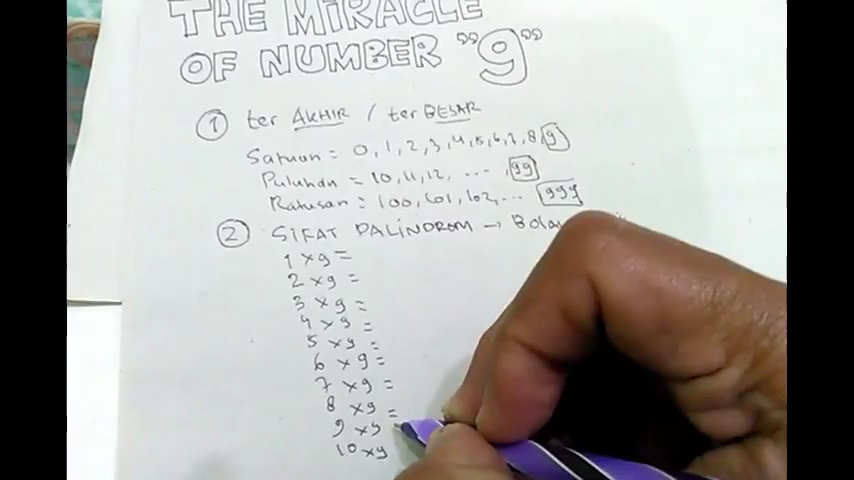 THE MIRACLE
OF NUMBER "9"
1 ter AKHIR / ter BESAR
Satuan = 0, 1, 2, 3, 4, 5, 6, 7, 8, 9
Puluhan = 10, 11, 12, ... , 99
Ratusan = 100, 101, 102, ... 999
2 SIFAT PALINDROM →
1 x 9 =
2 x 9 =
3 x 9 =
4 x 9 =
5 x 9 =
6 x 9 =
7 x 9 =
8 x 9 =
9 x 9
10 x 9